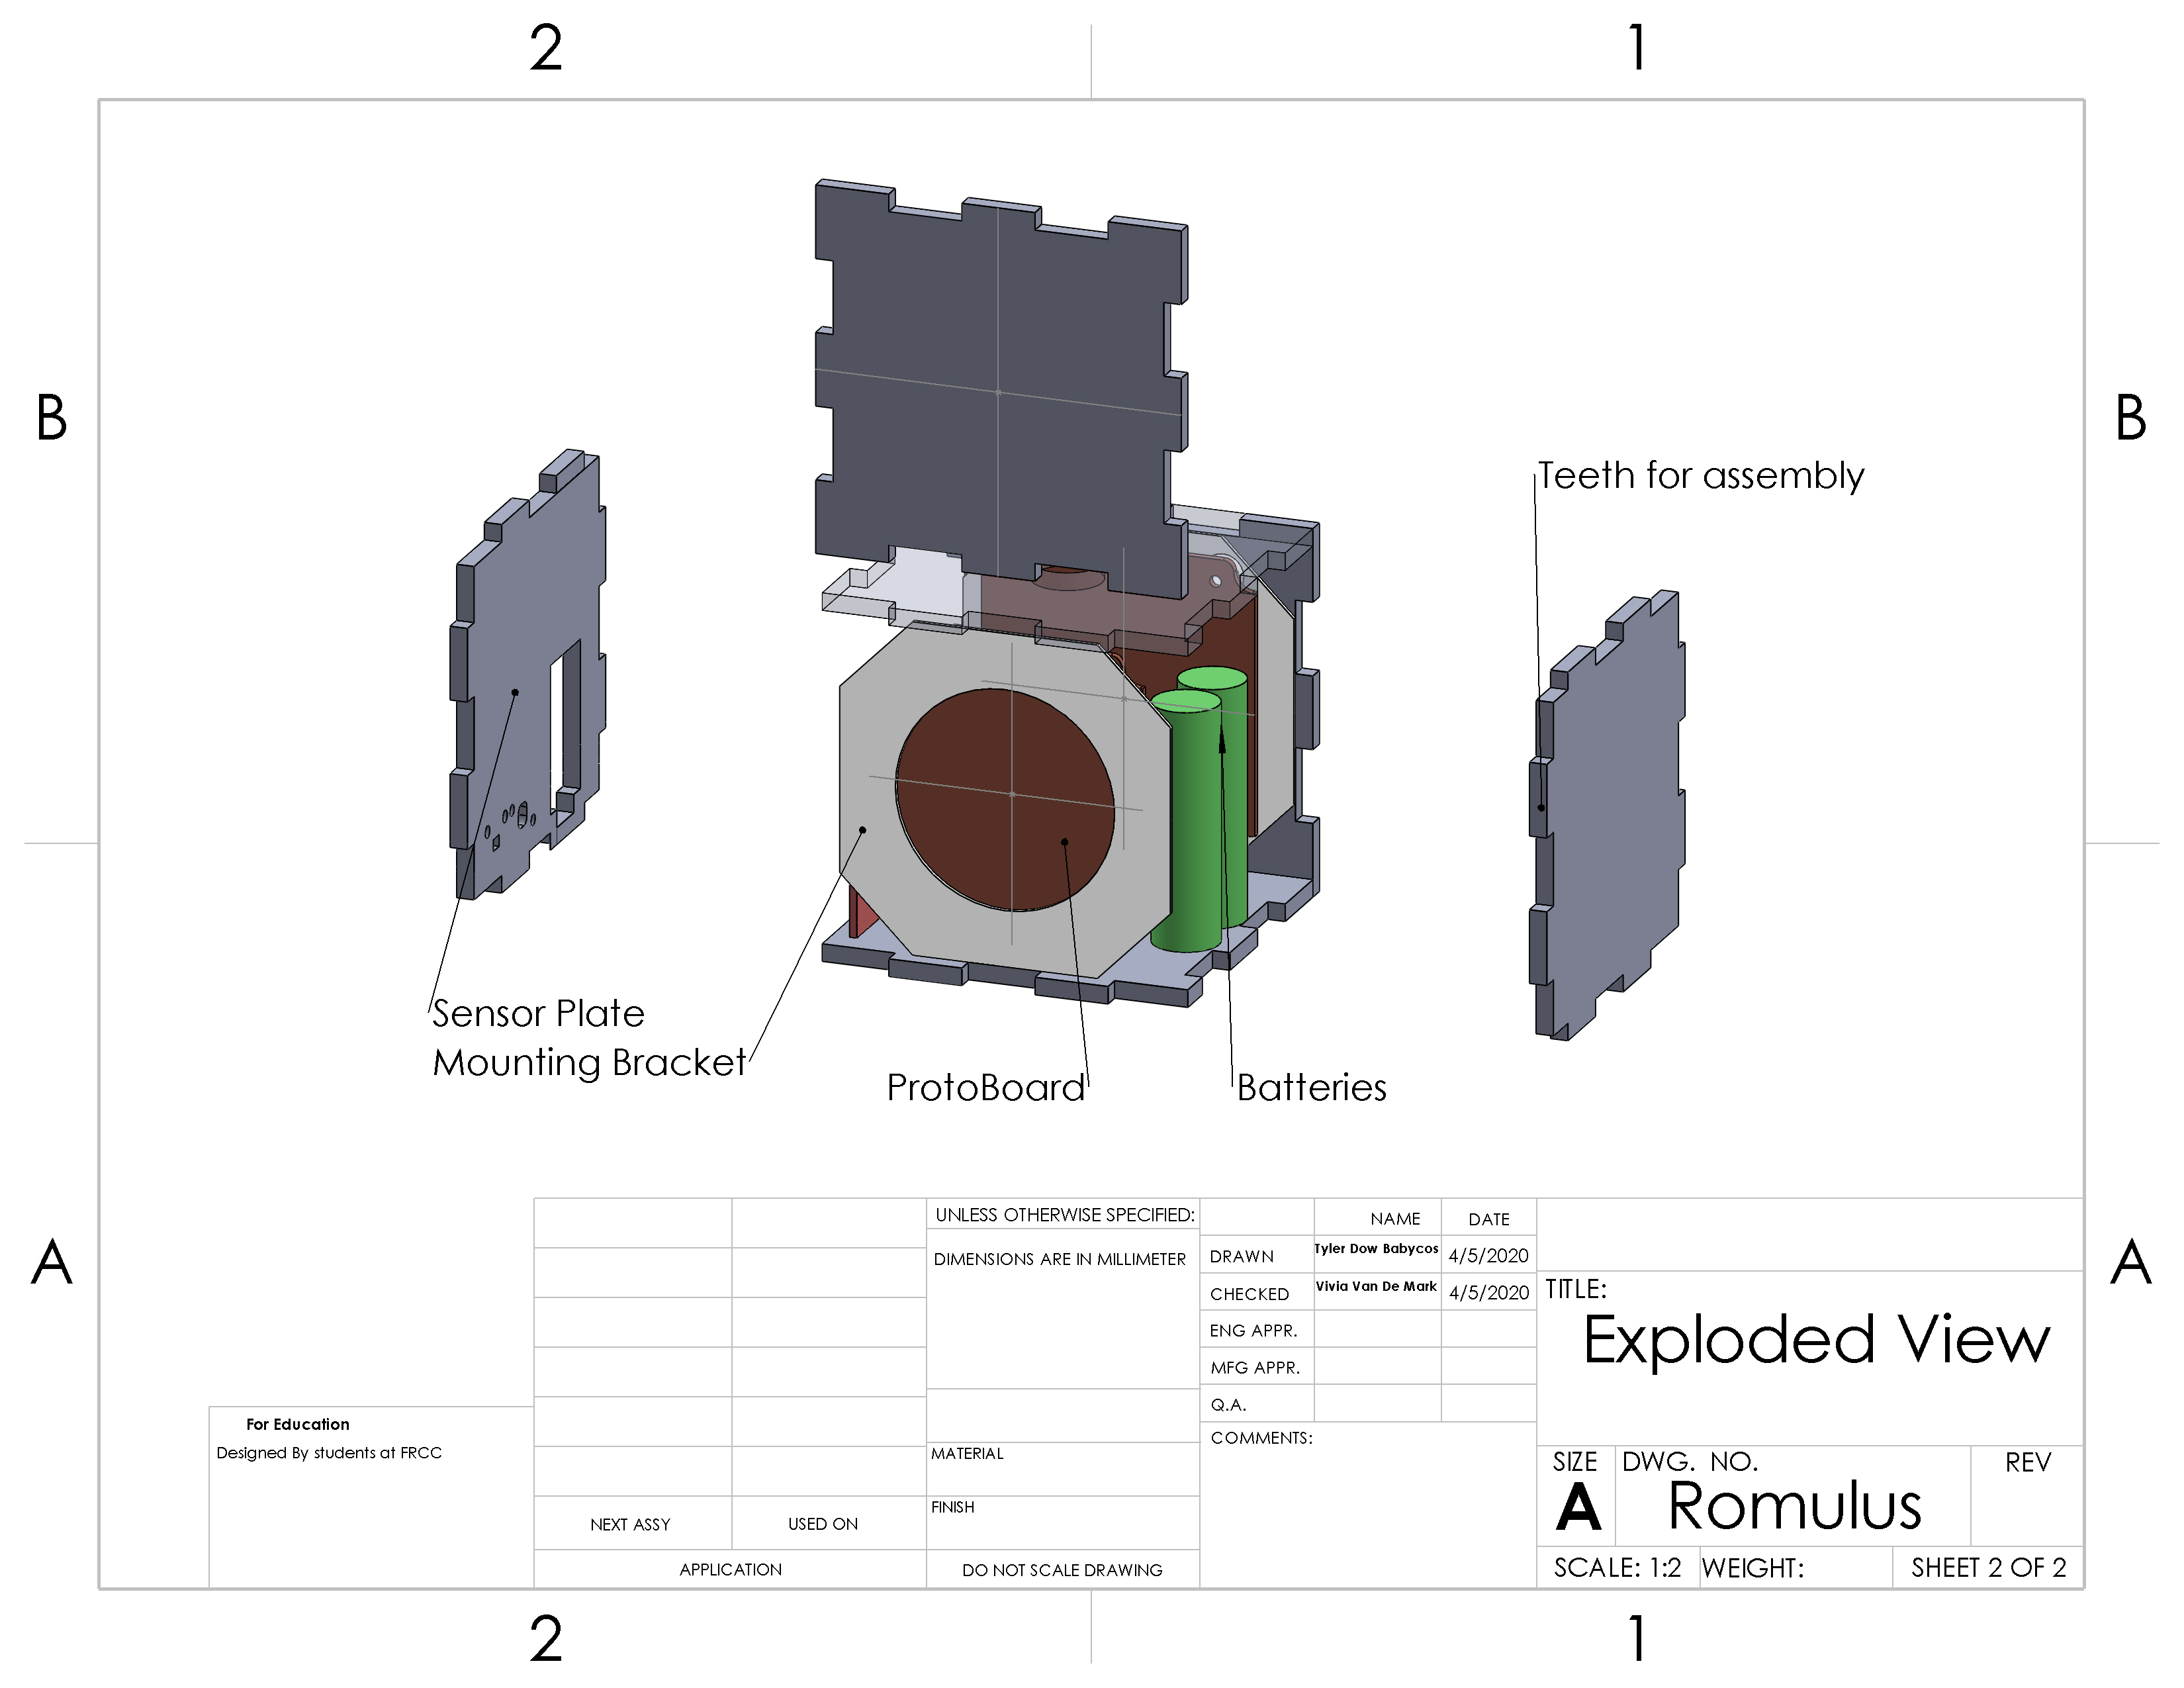 2
1
B
B
Teeth for assembly
Sensor Plate
Mounting Bracket
ProtoBoard
Batteries
A
A
UNLESS OTHERWISE SPECIFIED:
DIMENSIONS ARE IN MILLIMETER
MATERIAL
FINISH
DO NOT SCALE DRAWING
NAME
DATE
DRAWN
Tyler Dow Babycos
4/5/2020
CHECKED
Vivia Van De Mark
4/5/2020
ENG APPR.
MFG APPR.
Q.A.
COMMENTS:
TITLE:
Exploded View
SIZE
A
DWG. NO.
Romulus
REV
SCALE: 1:2
WEIGHT:
SHEET 2 OF 2
For Education
Designed By students at FRCC
NEXT ASSY
USED ON
APPLICATION
2
1